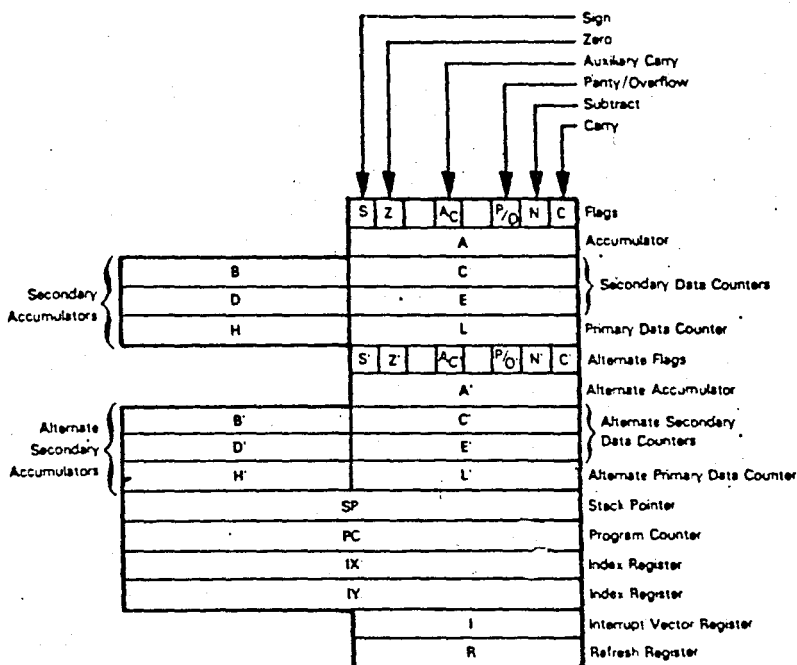 Sign
Zero
Auxiliary Carry
Parity/Overflow
Subtract
Carry
S Z AC P/O N C Flags
A Accumulator
B C
Secondary Data Counters
D E
Secondary
Accumulators
H L Primary Data Counter
S' Z' AC' P/O' N' C' Alternate Flags
A' Alternate Accumulator
B' C'
Alternate Secondary
Data Counters
D' E'
Alternate
Secondary
Accumulators
H' L' Alternate Primary Data Counter
SP Stack Pointer
PC Program Counter
IX Index Register
IY Index Register
I Interrupt Vector Register
R Refresh Register